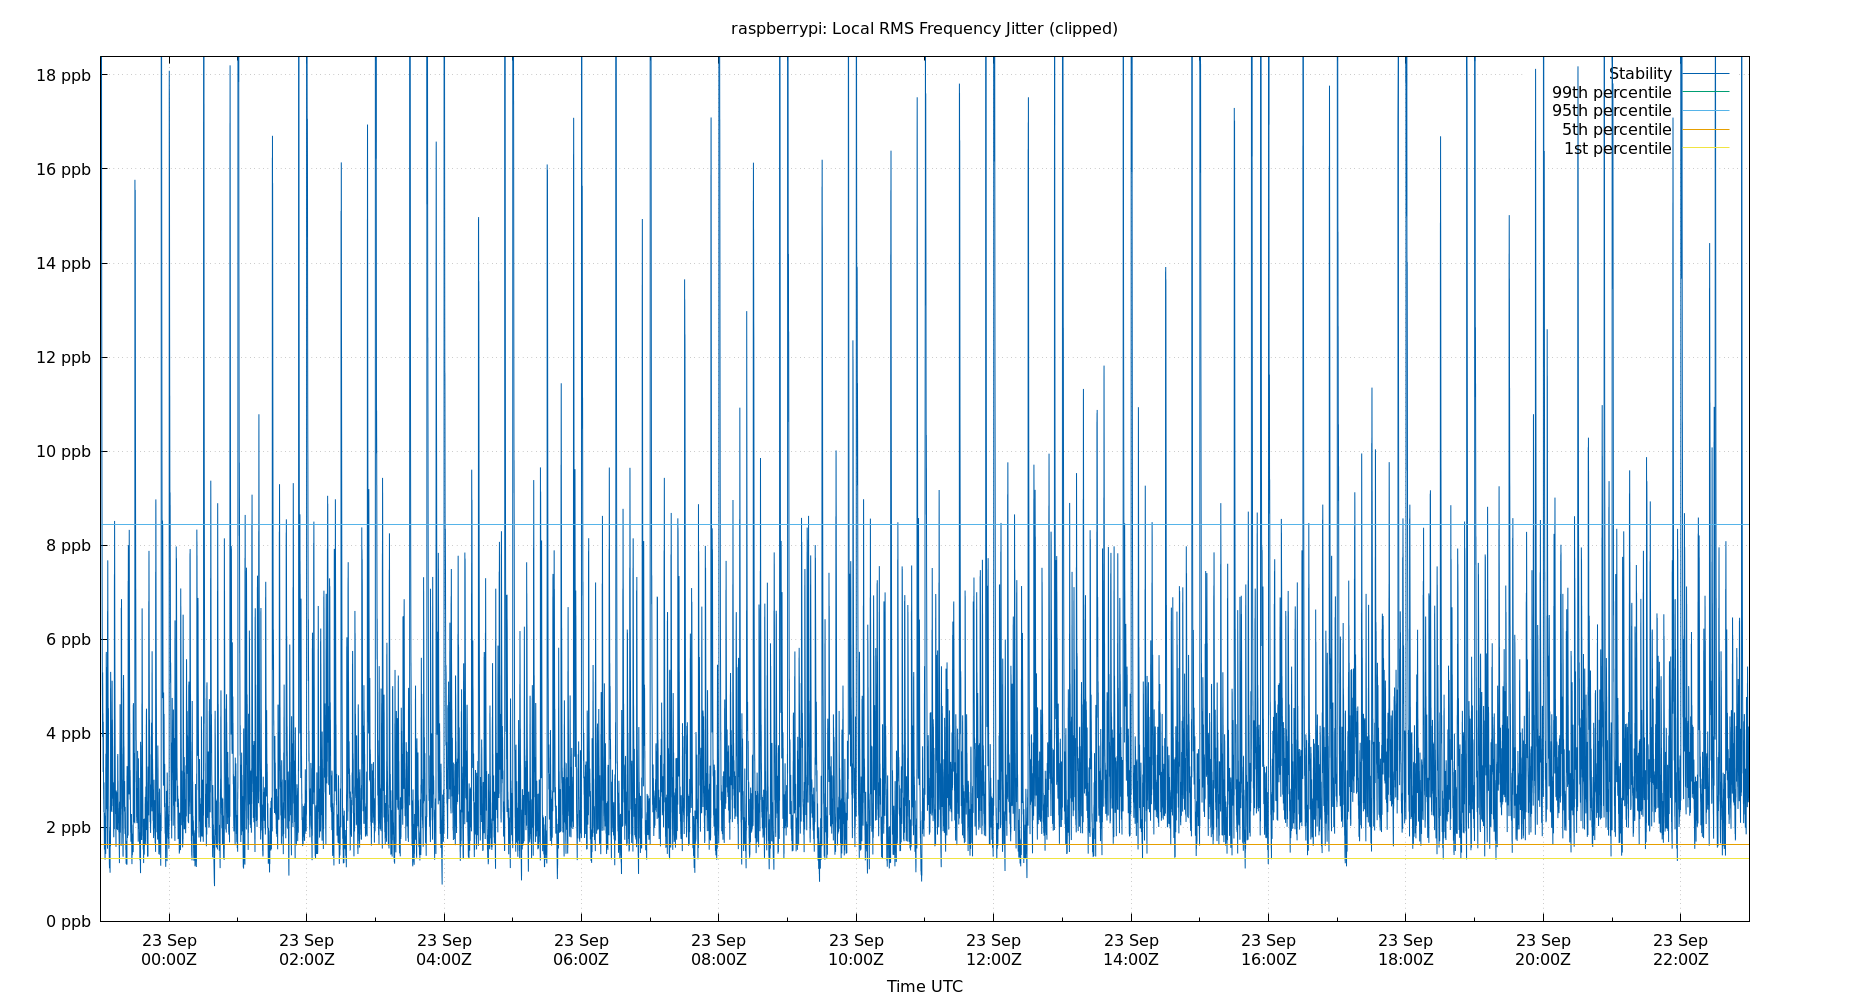 raspberrypi: Local RMS Frequency Jitter (clipped)
18 ppb
16 ppb
14 ppb
12 ppb
10 ppb
8 ppb
6 ppb
4 ppb
2 ppb
0 ppb
Stability
99th percentile
95th percentile
5th percentile
1st percentile
23 Sep 23 Sep 23 Sep 23 Sep 23 Sep 23 Sep 23 Sep 23 Sep 23 Sep 23 Sep 23 Sep 23 Sep
00:00Z 02:00Z 04:00Z 06:00Z 08:00Z 10:00Z 12:00Z 14:00Z 16:00Z 18:00Z 20:00Z 22:00Z
Time UTC